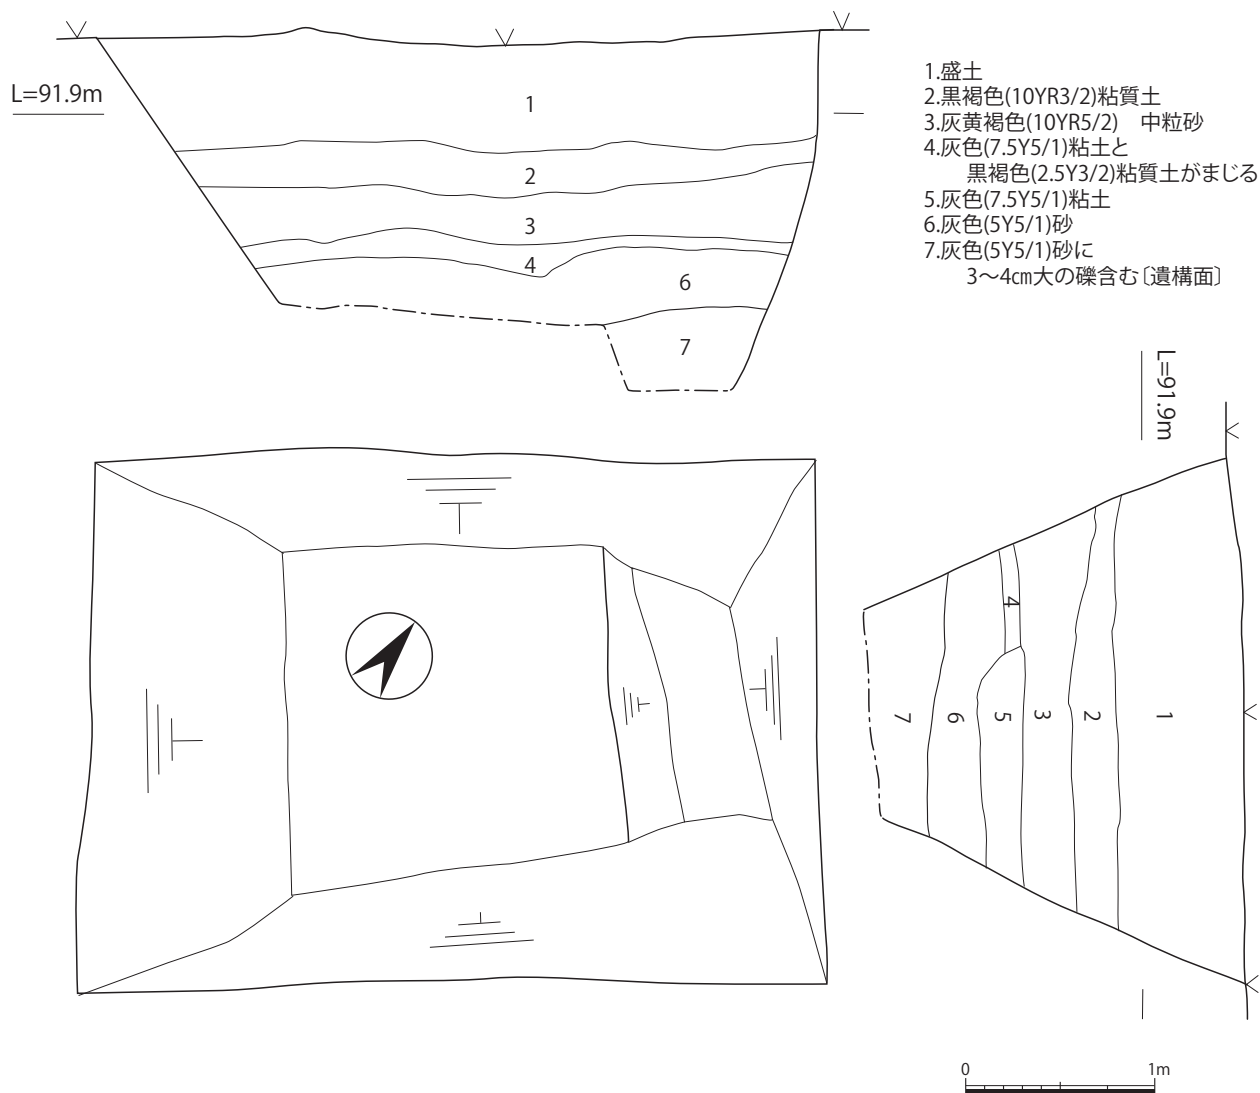 L=91.9m
1
2
3
4
6
7
1.盛土
2.黒褐色(10YR3/2)粘質土
3.灰黄褐色(10YR5/2)　中粒砂
4.灰色(7.5Y5/1)粘土と
黒褐色(2.5Y3/2)粘質土がまじる
5.灰色(7.5Y5/1)粘土
6.灰色(5Y5/1)砂
7.灰色(5Y5/1)砂に
3～4㎝大の礫含む〔遺構面〕
L=91.9m
4
7
6
5
3
2
1
0
1m